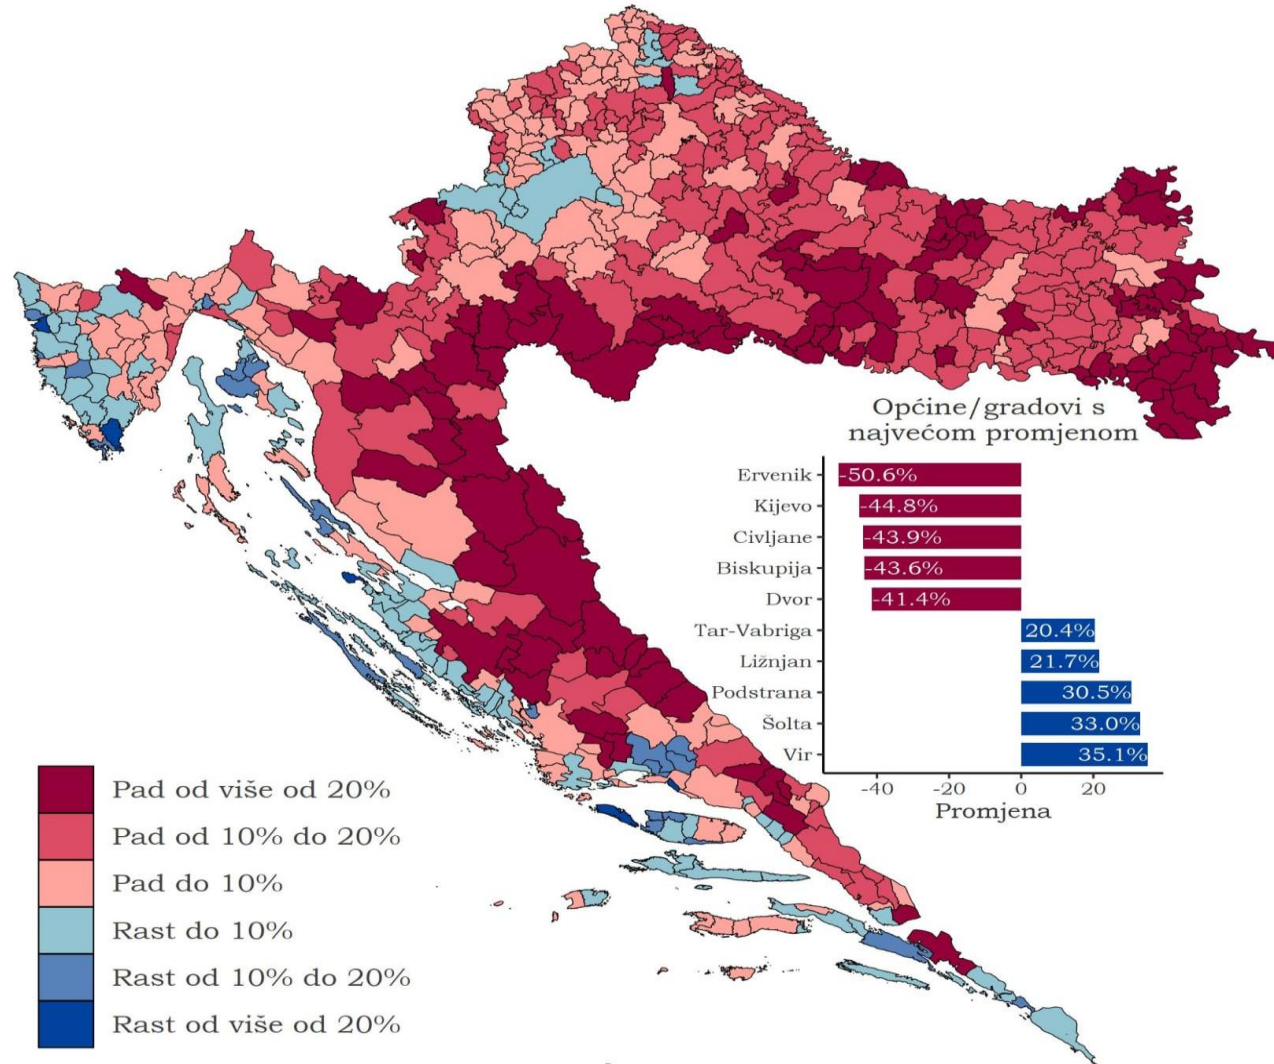 Općine/gradovi s
najvećom promjenom
Ervenik -50.6%
Kijevo -44.8%
Civljane -43.9%
Biskupija -43.6%
Dvor -41.4%
Tar-Vabriga 20.4%
Ližnjan 21.7%
Podstrana 30.5%
Šolta 33.0%
Vir 35.1%
-40 -20 0 20
Promjena
Pad od više od 20%
Pad od 10% do 20%
Pad do 10%
Rast do 10%
Rast od 10% do 20%
Rast od više od 20%